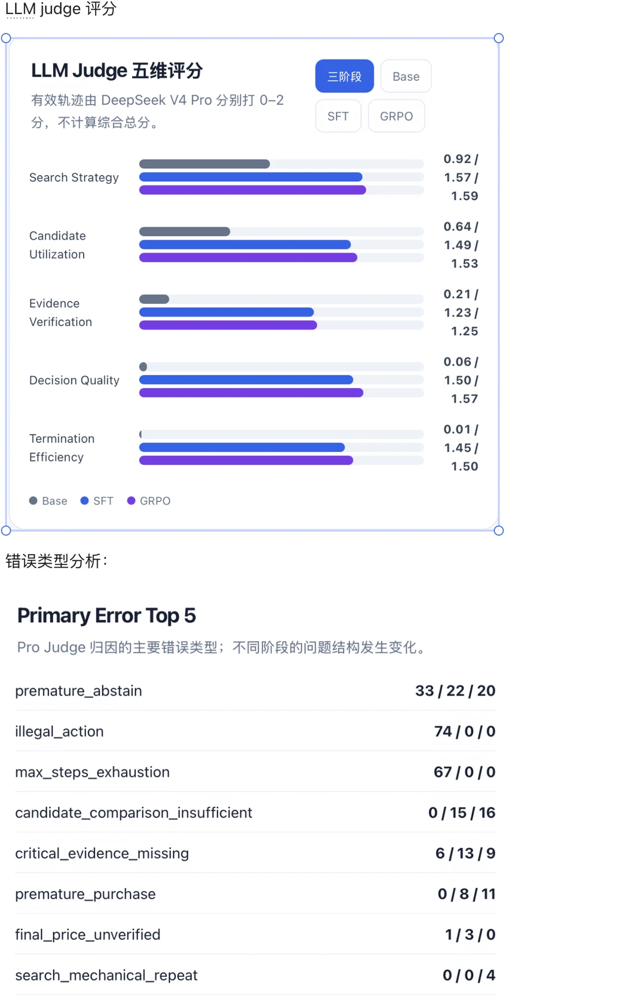 LLM judge 评分
LLM Judge 五维评分
三阶段
Base
有效轨迹由 DeepSeek V4 Pro 分别打 0–2
分，不计算综合总分。
SFT
GRPO
0.92 /
Search Strategy
1.57 /
1.59
Candidate
Utilization
0.64 /
1.49 /
1.53
Evidence
Verification
0.21 /
1.23 /
1.25
0.06 /
Decision Quality
1.50 /
1.57
Termination
Efficiency
0.01 /
1.45 /
1.50
Base
SFT
GRPO
错误类型分析：
Primary Error Top 5
Pro Judge 归因的主要错误类型；不同阶段的问题结构发生变化。
premature_abstain 33 / 22 / 20
illegal_action 74 / 0 / 0
max_steps_exhaustion 67 / 0 / 0
candidate_comparison_insufficient 0 / 15 / 16
critical_evidence_missing 6 / 13 / 9
premature_purchase 0 / 8 / 11
final_price_unverified 1 / 3 / 0
search_mechanical_repeat 0 / 0 / 4